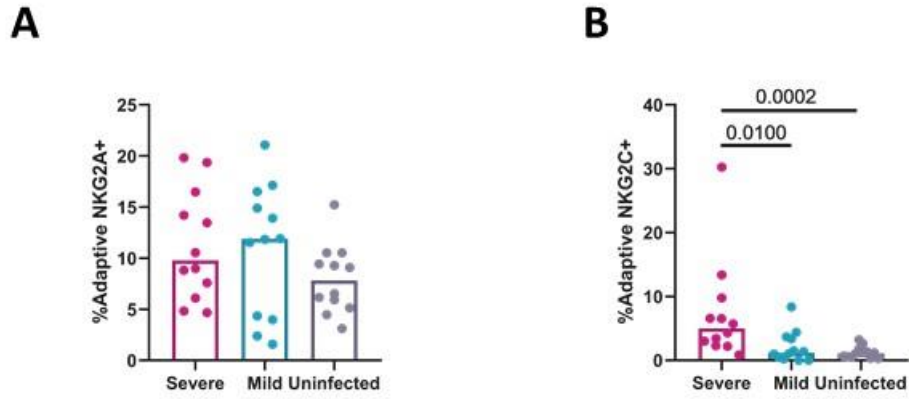 A
%Adaptive NKG2A+
25
20
15
10
5
0
Severe Mild Uninfected
B
%Adaptive NKG2C+
40
30
20
10
0
0.0002
0.0100
Severe Mild Uninfected